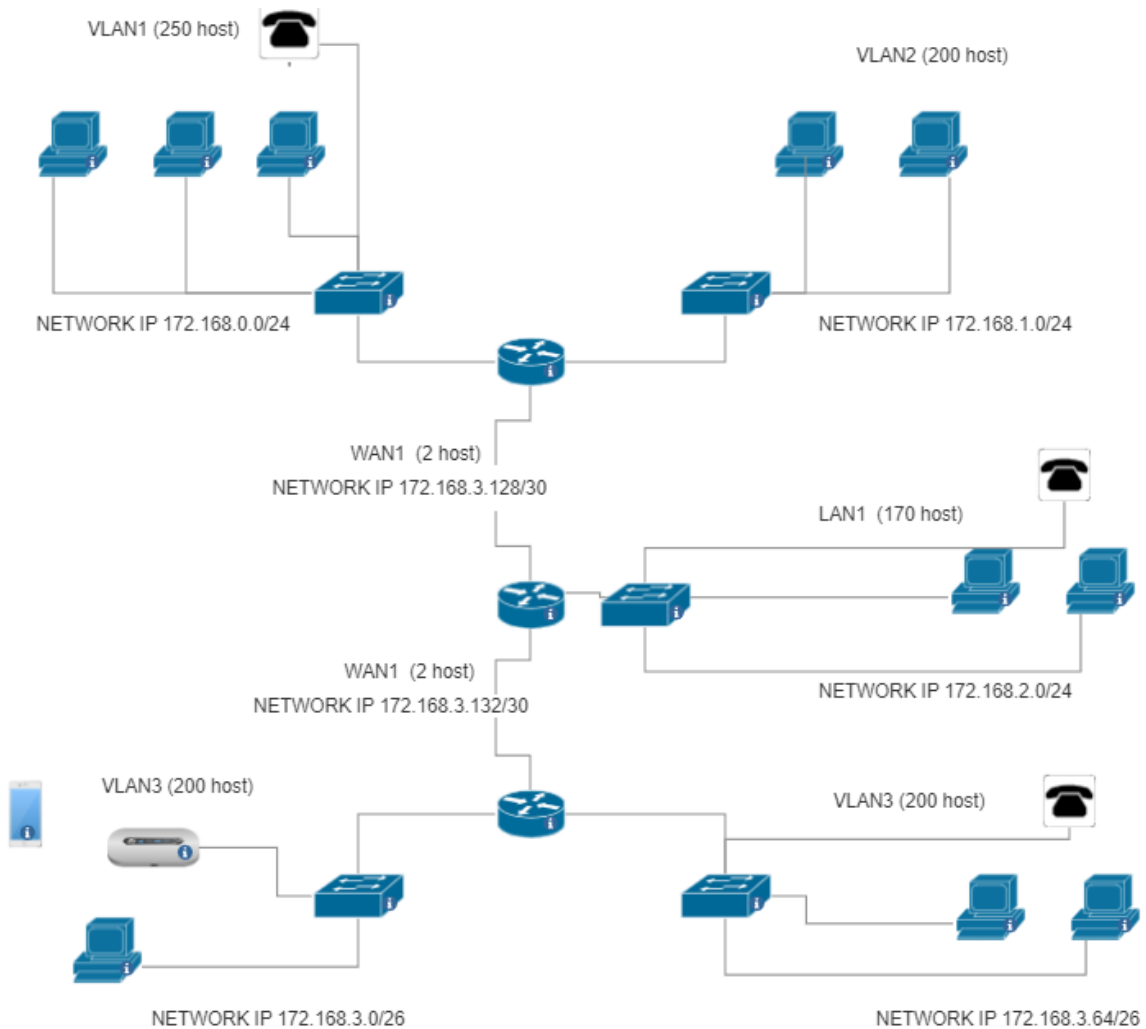 VLAN1 (250 host)
VLAN2 (200 host)
NETWORK IP 172.168.0.0/24
NETWORK IP 172.168.1.0/24
WAN1 (2 host)
NETWORK IP 172.168.3.128/30
LAN1 (170 host)
WAN1 (2 host)
NETWORK IP 172.168.3.132/30
NETWORK IP 172.168.2.0/24
VLAN3 (200 host)
VLAN3 (200 host)
NETWORK IP 172.168.3.0/26
NETWORK IP 172.168.3.64/26